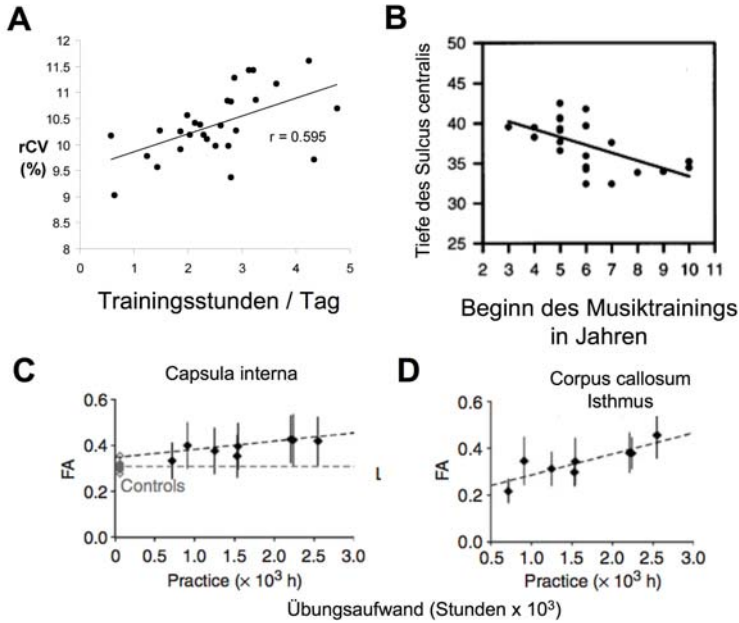 A
12
11.5
11
10.5
10
9.5
9
8.5
8
rCV
(%)
r = 0.595
0 1 2 3 4 5
Trainingsstunden / Tag
B
50
45
40
35
30
25
Tiefe des Sulcus centralis
2 3 4 5 6 7 8 9 10 11
Beginn des Musiktrainings
in Jahren
C
Capsula interna
0.6
0.4
0.2
0.0
FA
Controls
0 0.5 1.0 1.5 2.0 2.5 3.0
Practice (× 10³ h)
D
Corpus callosum
Isthmus
0.6
0.4
0.2
0.0
FA
0.5 1.0 1.5 2.0 2.5 3.0
Practice (× 10³ h)
Übungsaufwand (Stunden x 10³)